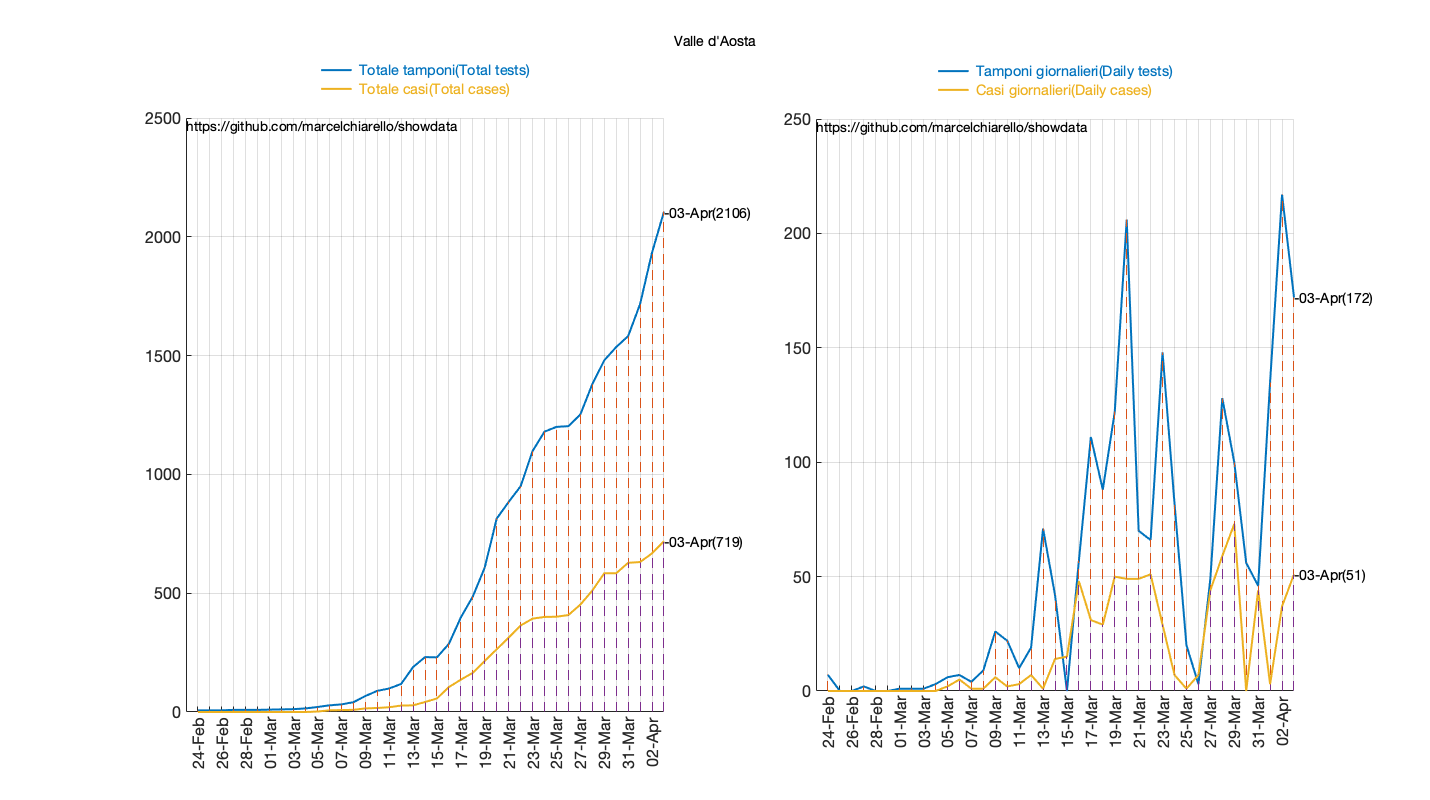 Valle d'Aosta
Totale tamponi(Total tests)
Totale casi(Total cases)
https://github.com/marcelchiarello/showdata
2500
2000
1500
1000
500
0
03-Apr(2106)
03-Apr(719)
24-Feb
26-Feb
28-Feb
01-Mar
03-Mar
05-Mar
07-Mar
09-Mar
11-Mar
13-Mar
15-Mar
17-Mar
19-Mar
21-Mar
23-Mar
25-Mar
27-Mar
29-Mar
31-Mar
02-Apr
Tamponi giornalieri(Daily tests)
Casi giornalieri(Daily cases)
https://github.com/marcelchiarello/showdata
250
200
150
100
50
0
03-Apr(172)
03-Apr(51)
24-Feb
26-Feb
28-Feb
01-Mar
03-Mar
05-Mar
07-Mar
09-Mar
11-Mar
13-Mar
15-Mar
17-Mar
19-Mar
21-Mar
23-Mar
25-Mar
27-Mar
29-Mar
31-Mar
02-Apr